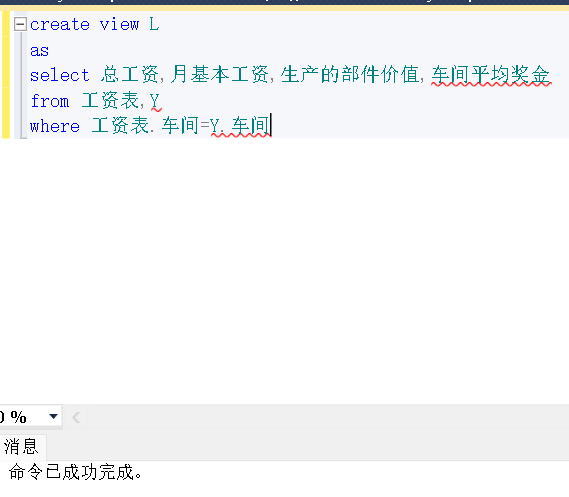 create view L
as
select 总工资,月基本工资,生产的部件价值,车间平均奖金
from 工资表,Y
where 工资表.车间=Y.车间
0 %
消息
命令已成功完成。